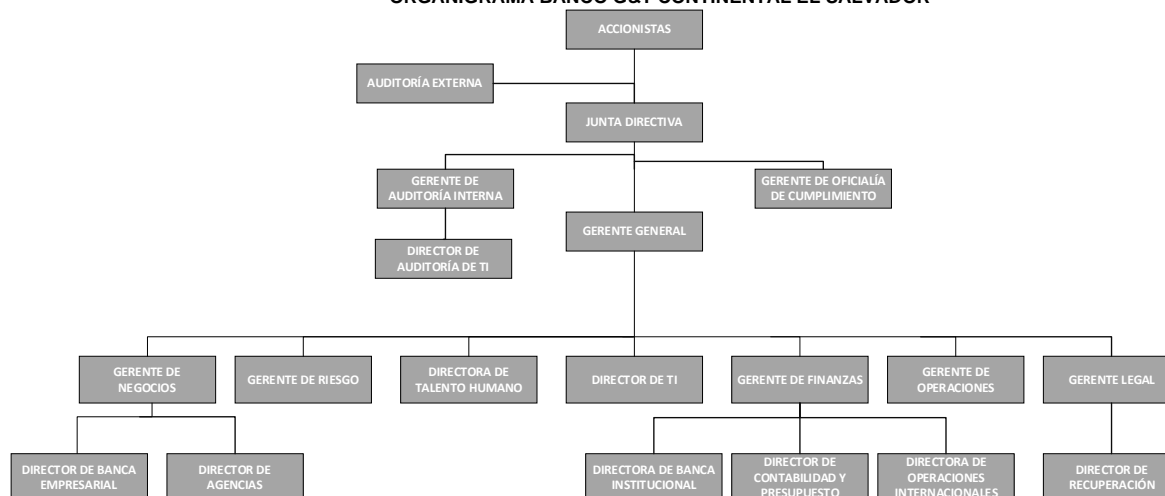 ORGANIGRAMA BANCO G&T CONTINENTAL EL SALVADOR
ACCIONISTAS
AUDITORÍA EXTERNA
JUNTA DIRECTIVA
GERENTE DE
AUDITORÍA INTERNA
GERENTE DE OFICIALÍA
DE CUMPLIMIENTO
GERENTE GENERAL
DIRECTOR DE
AUDITORÍA DE TI
GERENTE DE
NEGOCIOS
GERENTE DE RIESGO
DIRECTORA DE
TALENTO HUMANO
DIRECTOR DE TI
GERENTE DE FINANZAS
GERENTE DE
OPERACIONES
GERENTE LEGAL
DIRECTOR DE BANCA
EMPRESARIAL
DIRECTOR DE
AGENCIAS
DIRECTORA DE BANCA
INSTITUCIONAL
DIRECTOR DE
CONTABILIDAD Y
PRESUPUESTO
DIRECTORA DE
OPERACIONES
INTERNACIONALES
DIRECTOR DE
RECUPERACIÓN